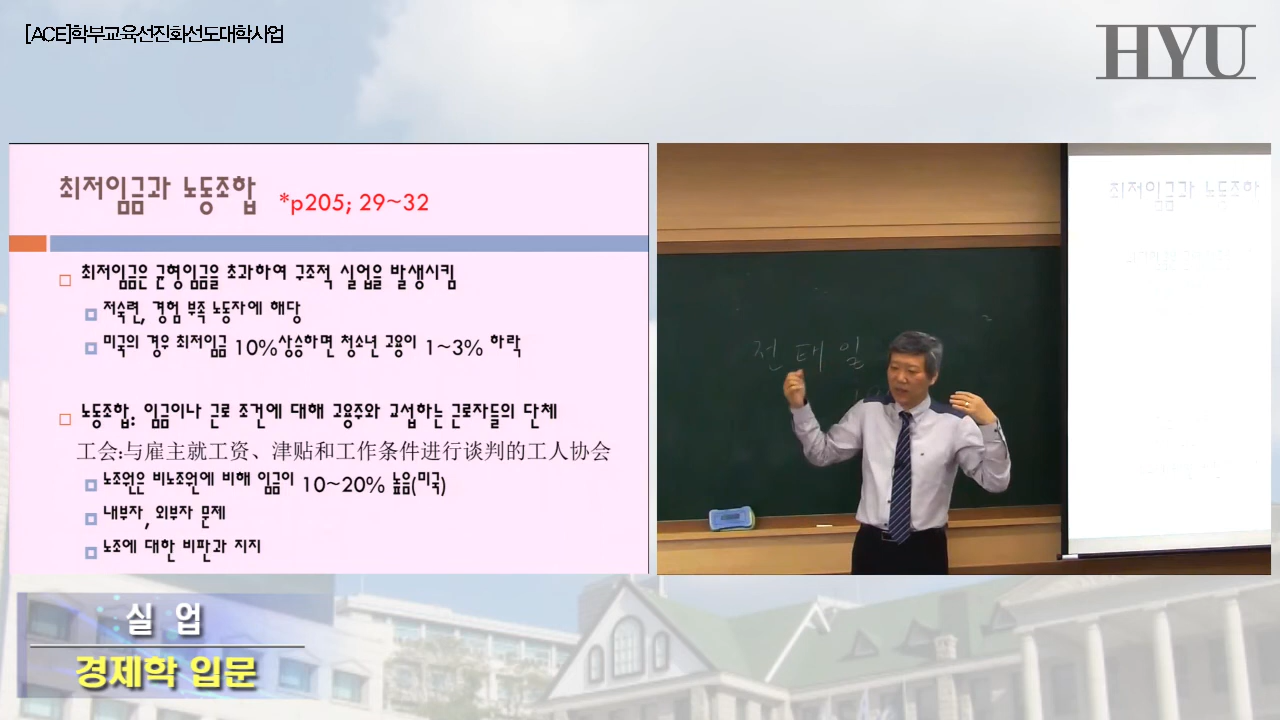 [ACE]학부교육선진화선도대학사업
HYU
최저임금과 노동조합 *p205; 29~32
최저임금은 균형임금을 초과하여 구조적 실업을 발생시킴
저숙련, 경험 부족 노동자에 해당
미국의 경우 최저임금 10%상승하면 청소년 고용이 1~3% 하락
노동조합: 임금이나 근로 조건에 대해 고용주와 교섭하는 근로자들의 단체
工会:与雇主就工资、津贴和工作条件进行谈判的工人协会
노조원은 비노조원에 비해 임금이 10~20% 높음(미국)
내부자, 외부자 문제
노조에 대한 비판과 지지
전태일
최저임금과 노동조합
실 업
경제학 입문